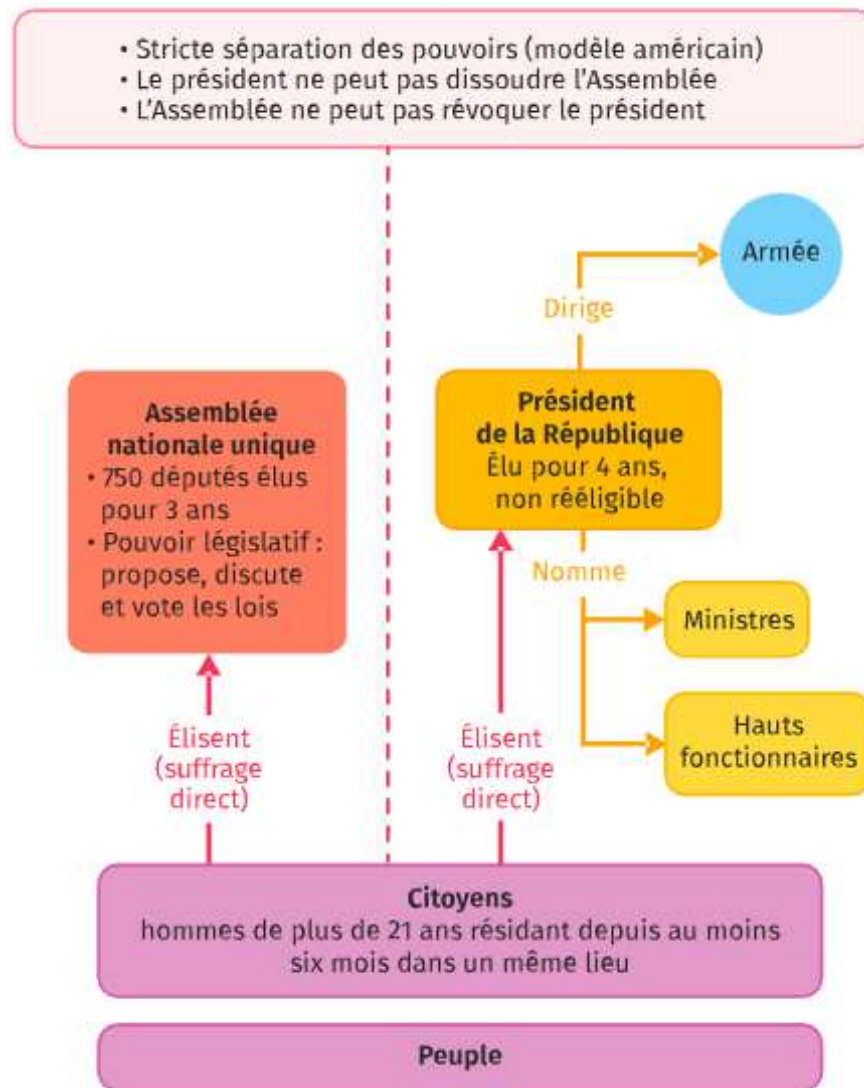 • Stricte séparation des pouvoirs (modèle américain)
• Le président ne peut pas dissoudre l'Assemblée
• L'Assemblée ne peut pas révoquer le président
Armée
Dirige
Assemblée
nationale unique
• 750 députés élus
pour 3 ans
• Pouvoir législatif :
propose, discute
et vote les lois
Président
de la République
Élu pour 4 ans,
non rééligible
Nomme
Ministres
Hauts
fonctionnaires
Élisent
(suffrage
direct)
Élisent
(suffrage
direct)
Citoyens
hommes de plus de 21 ans résidant depuis au moins
six mois dans un même lieu
Peuple